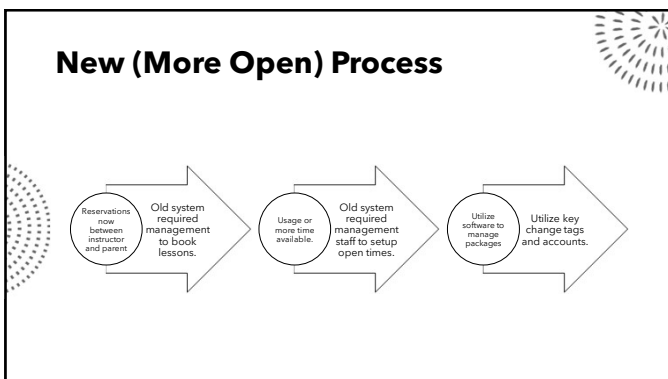 New (More Open) Process
Reservations
now
between
instructor
and parent
Old system
required
management
to book
lessons.
Usage or
more time
available.
Old system
required
management
staff to setup
open times.
Utilize
software to
manage
packages
Utilize key
change tags
and accounts.